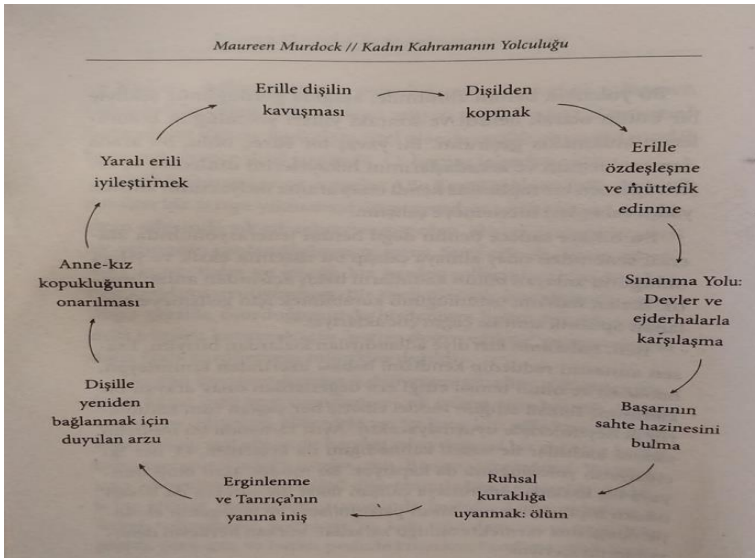 Maureen Murdock // Kadın Kahramanın Yolculuğu
Erille dişilin
kavuşması
Dişilden
kopmak
Erille
özdeşleşme
ve müttefik
edinme
Sınanma Yolu:
Devler ve
ejderhalarla
karşılaşma
Başarının
sahte hazinesini
bulma
Ruhsal
kuraklığa
uyanmak: ölüm
Erginlenme
ve Tanrıça'nın
yanına iniş
Dişille
yeniden
bağlanmak için
duyulan arzu
Anne-kız
kopukluğunun
onarılması
Yaralı erili
iyileştirmek